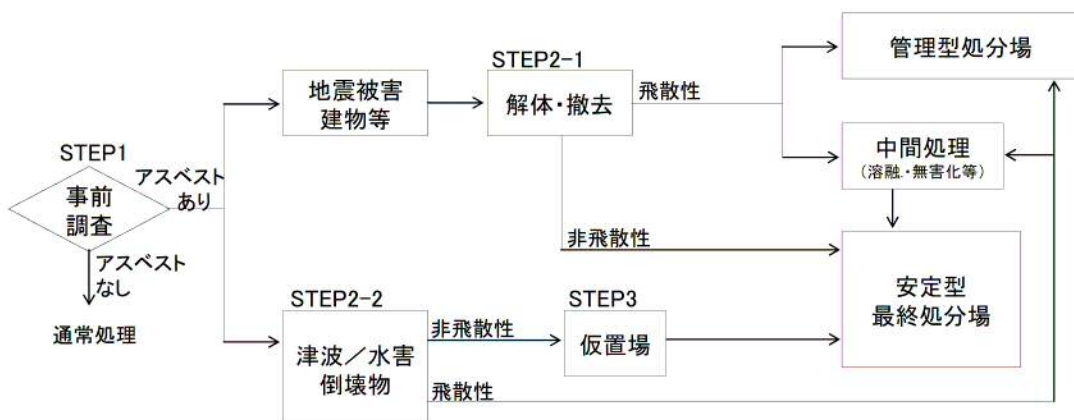 STEP1
事前
調査
アスベスト
あり
アスベスト
なし
通常処理
地震被害
建物等
STEP2-1
解体・撤去
飛散性
非飛散性
管理型処分場
中間処理
(溶融.・無害化等)
安定型
最終処分場
STEP2-2
津波／水害
倒壊物
非飛散性
飛散性
STEP3
仮置場